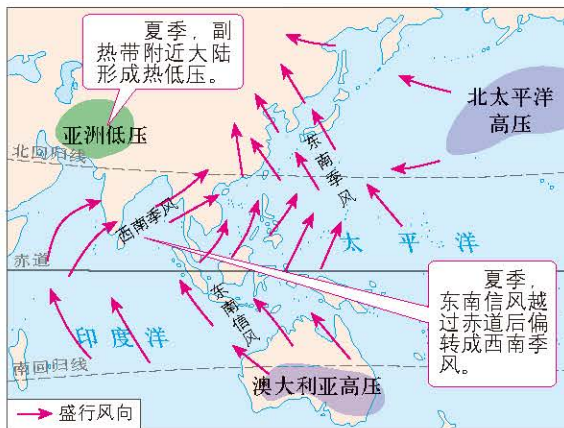 夏季，副
热带附近大陆
形成热低压。
亚洲低压
北太平洋
高压
北回归线
东南季风
西南季风
太平洋
赤道
夏季，
东南信风越
过赤道后偏
转成西南季
风。
东南信风
印度洋
南回归线
澳大利亚高压
盛行风向